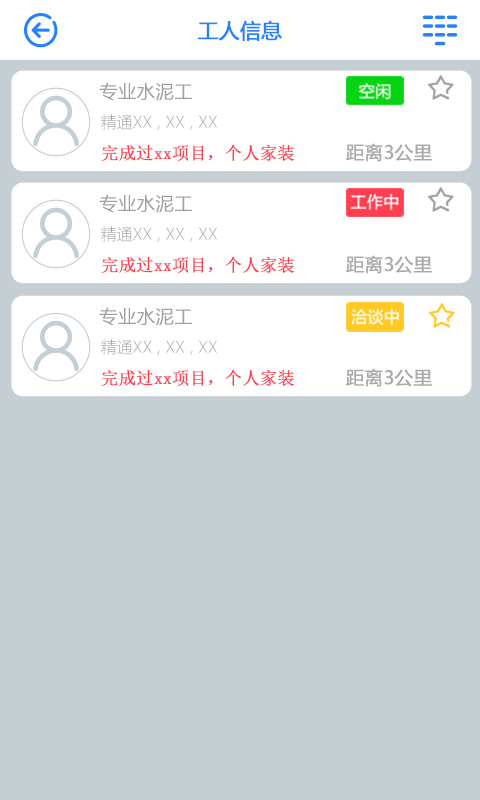 工人信息
专业水泥工 空闲
精通XX , XX , XX
完成过xx项目，个人家装 距离3公里
专业水泥工 工作中
精通XX , XX , XX
完成过xx项目，个人家装 距离3公里
专业水泥工 洽谈中
精通XX , XX , XX
完成过xx项目，个人家装 距离3公里